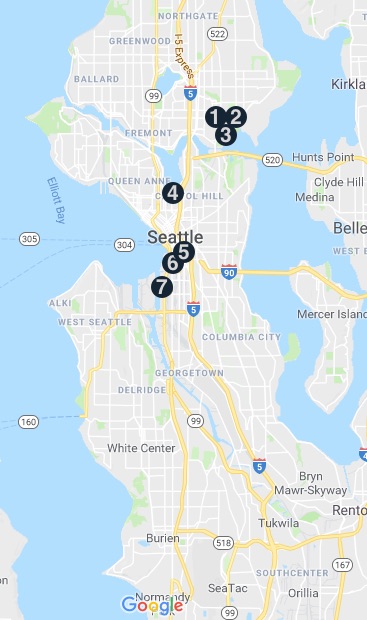 NORTHGATE
522
GREENWOOD
I-5 Express
BALLARD
Kirkla
99
5
1 2
FREMONT
3
520
Hunts Point
QUEEN ANNE
Clyde Hill
4
C TOL HILL
Medina
Elliott Bay
Seattle
Belle
305
304
5
WEST B
6
90
7
ALKI
Mercer Island
5
WEST SEATTLE
COLUMBIA CITY
GEORGETOWN
DELRIDGE
160
99
White Center
4
5
Bryn
Mawr-Skyway
Rento
Tukwila
Burien
518
167
SOUTHCENTER
SeaTac
Orillia
Normandy
Google
99